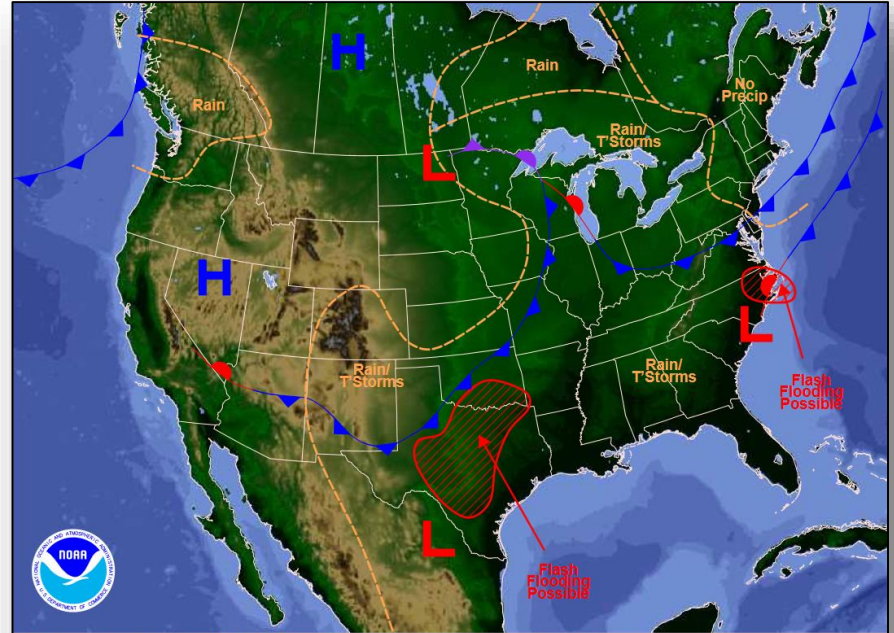 H
Rain
No
Precip
Rain
Rain/
T'Storms
L
H
L
Rain/
T'Storms
Rain/
T'Storms
Flash
Flooding
Possible
L
Flash
Flooding
Possible
NATIONAL OCEANIC AND ATMOSPHERIC ADMINISTRATION
NOAA
U.S. DEPARTMENT OF COMMERCE